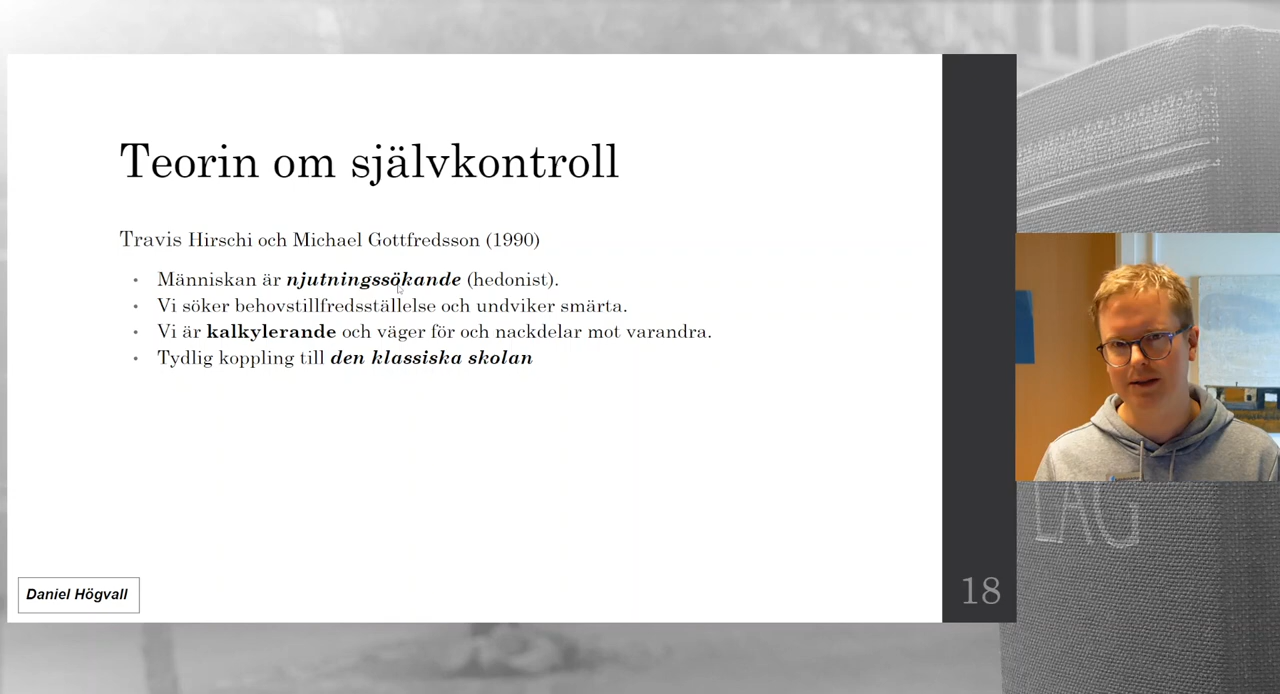 Teorin om självkontroll
Travis Hirschi och Michael Gottfredsson (1990)
• Människan är njutningssökande (hedonist).
• Vi söker behovstillfredsställelse och undviker smärta.
• Vi är kalkylerande och väger för och nackdelar mot varandra.
• Tydlig koppling till den klassiska skolan
LAG
Daniel Högvall
18